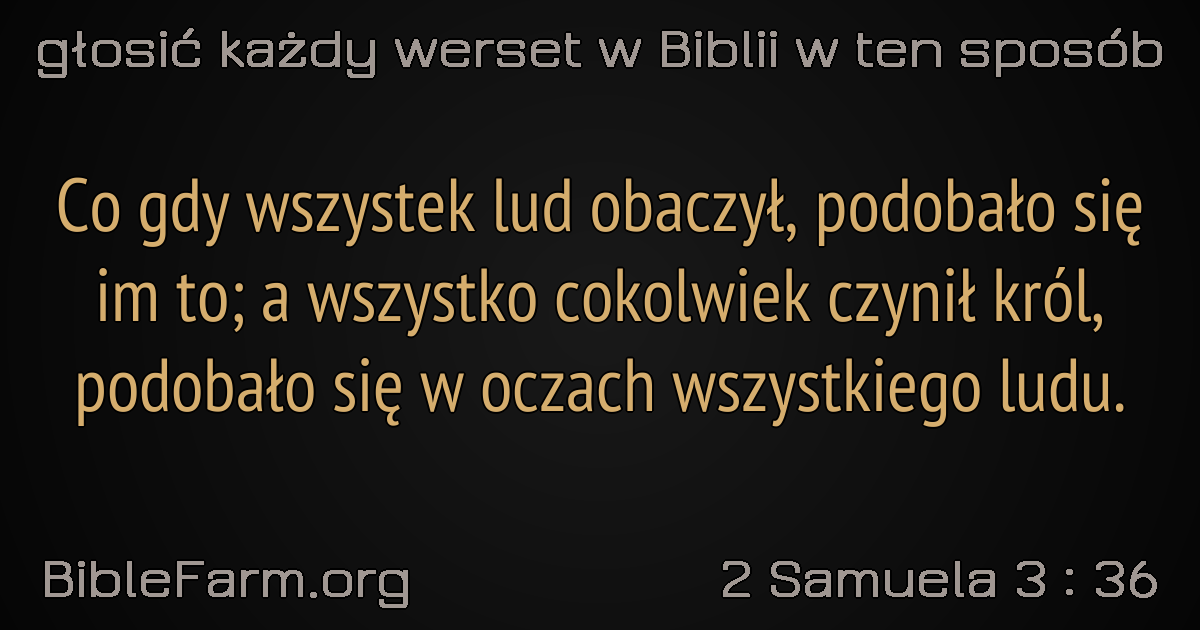 głosić każdy werset w Biblii w ten sposób
Co gdy wszystek lud obaczył, podobało się
im to; a wszystko cokolwiek czynił król,
podobało się w oczach wszystkiego ludu.
BibleFarm.org
2 Samuela 3 : 36